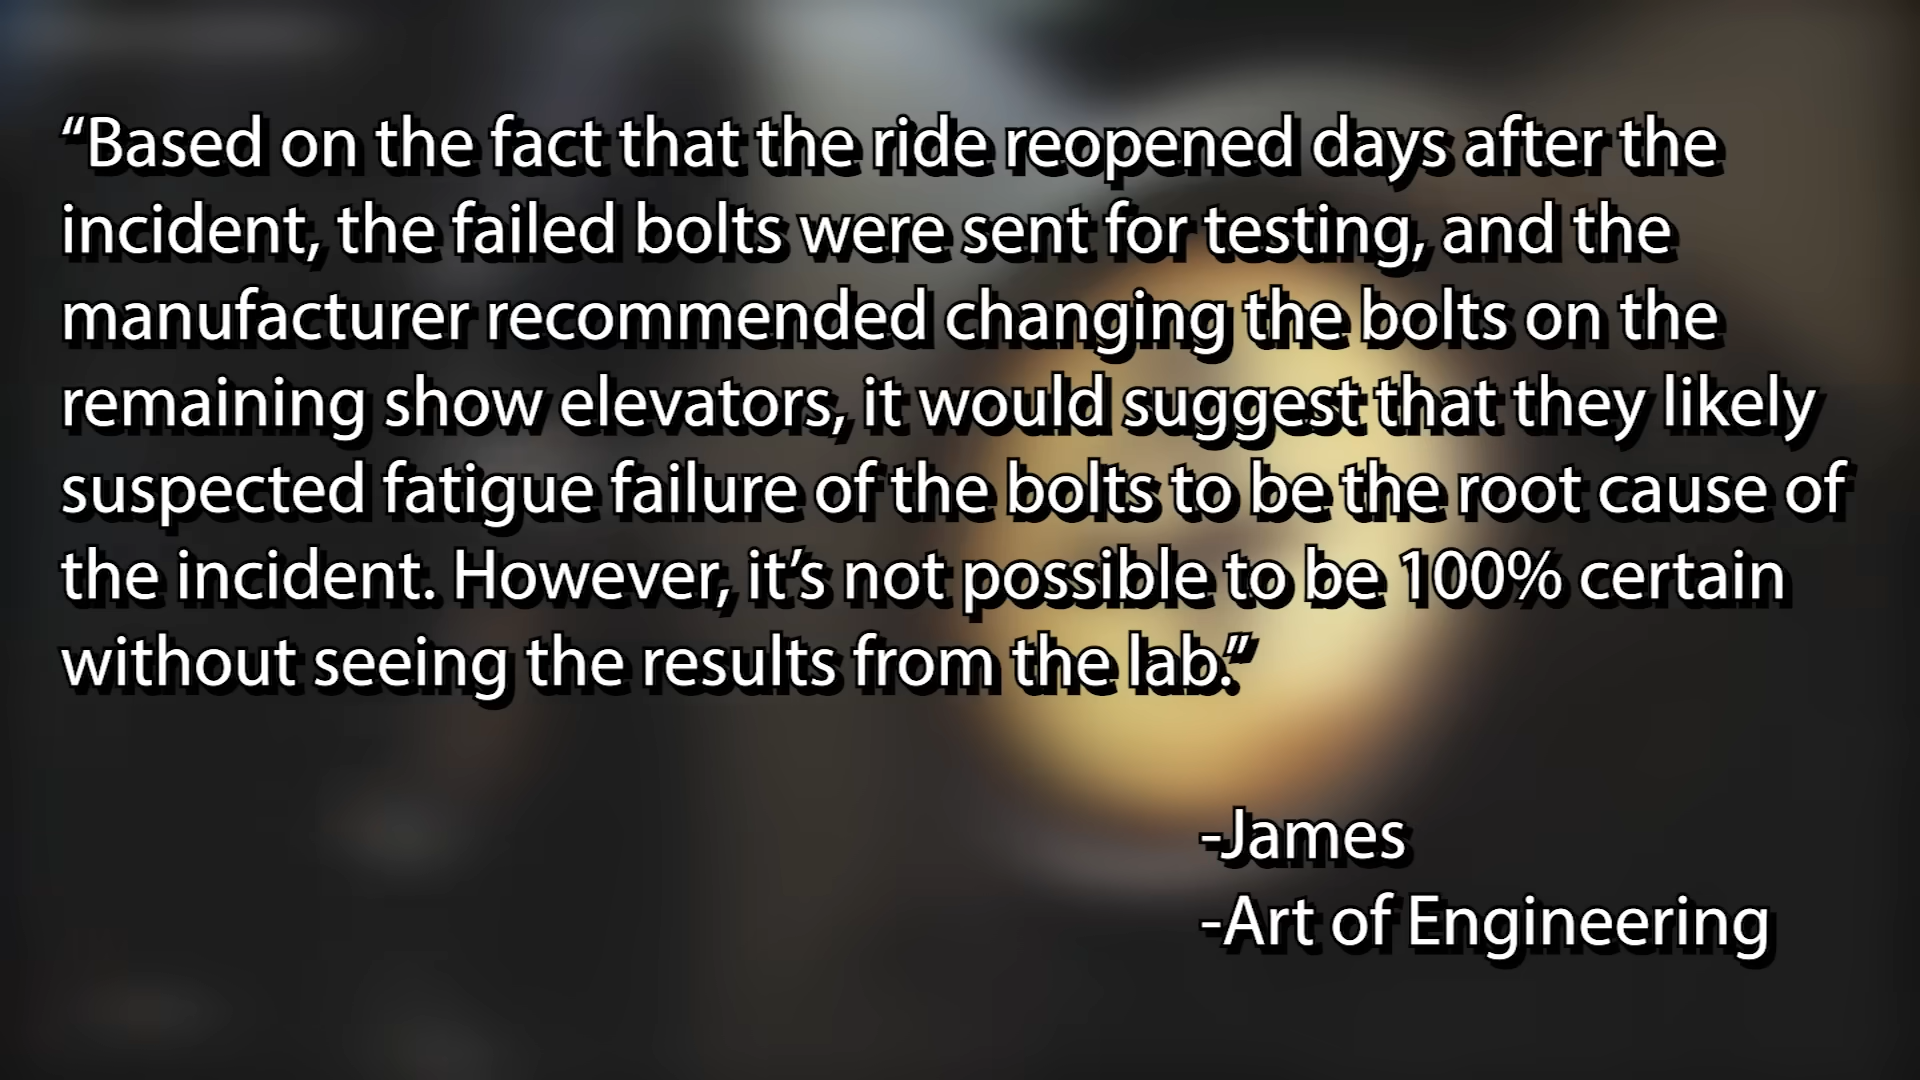 “Based on the fact that the ride reopened days after the
incident, the failed bolts were sent for testing, and the
manufacturer recommended changing the bolts on the
remaining show elevators, it would suggest that they likely
suspected fatigue failure of the bolts to be the root cause of
the incident. However, it’s not possible to be 100% certain
without seeing the results from the lab.”
-James
-Art of Engineering